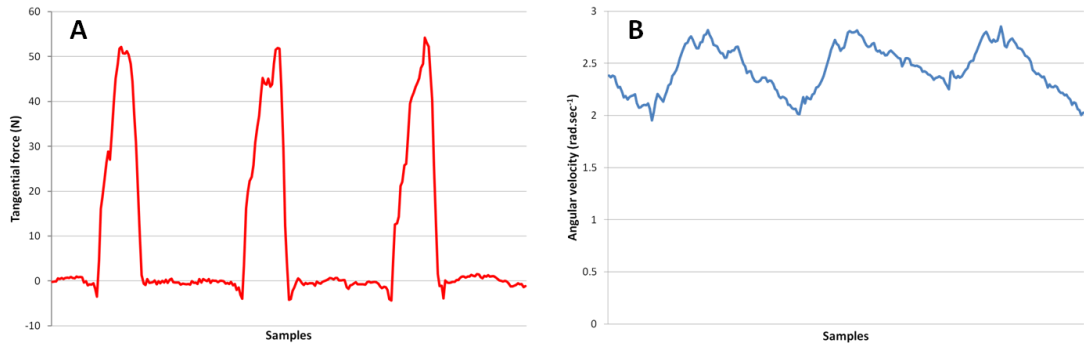 A
Tangential force (N)
60
50
40
30
20
10
0
-10
Samples
B
Angular velocity (rad.sec⁻¹)
3
2.5
2
1.5
1
0.5
0
Samples